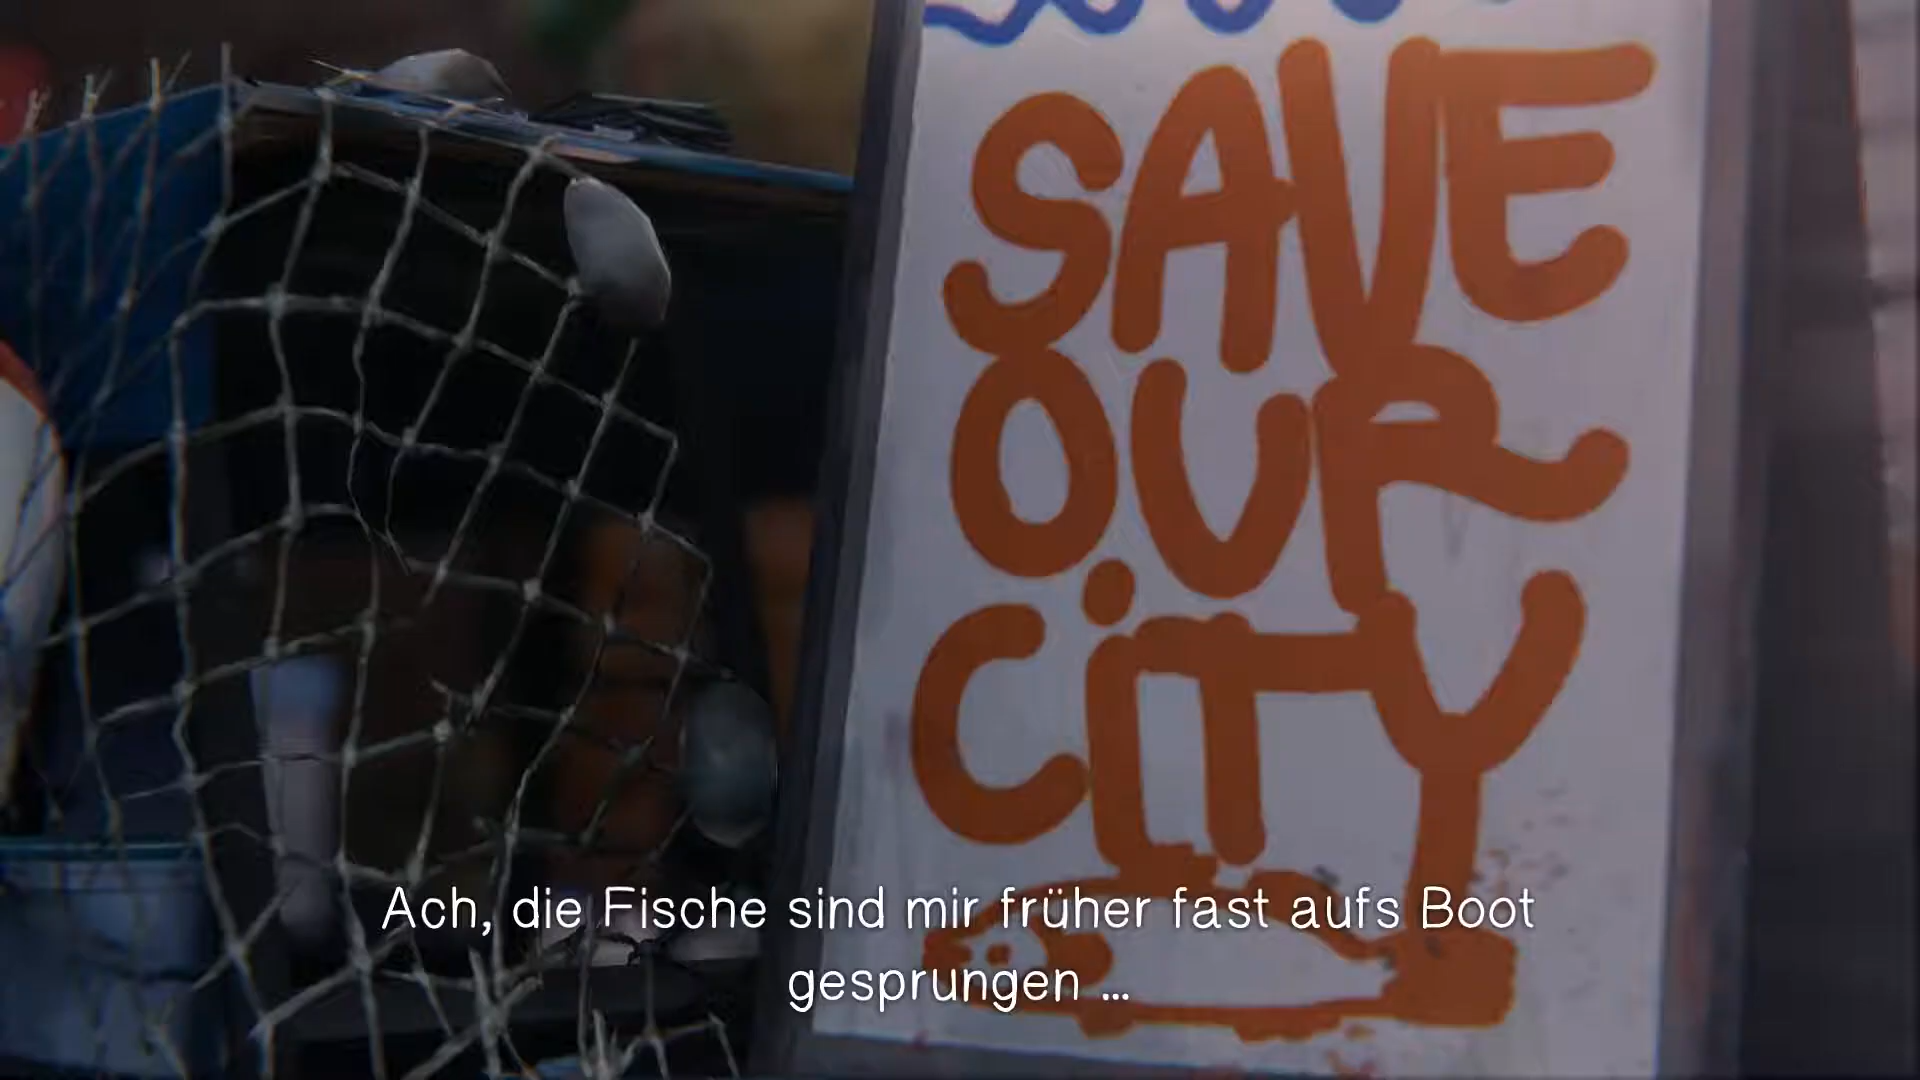 SAVE
OUR
CiTY
Ach, die Fische sind mir früher fast aufs Boot
gesprungen ...